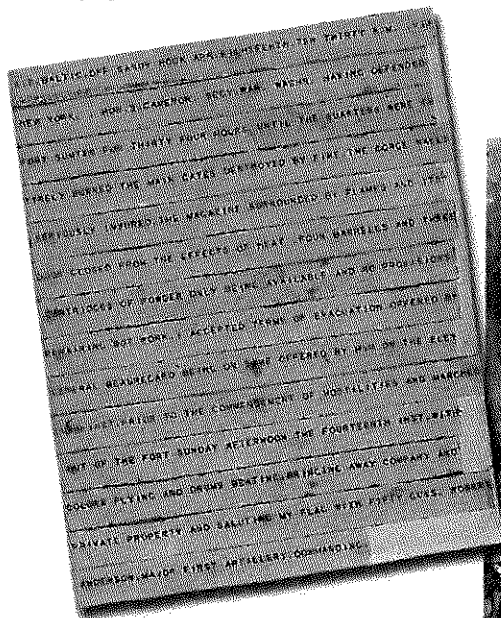 S.S. BALTIC. OFF SANDY HOOK APR. EIGHTEENTH. TEN THIRTY A.M. .VIA
NEW YORK. . HON.S.CAMERON. SECY.WAR. WASHN. HAVING DEFENDED
FORT SUMTER FOR THIRTY FOUR HOURS. UNTIL THE QUARTERS WERE EN
TIRELY BURNED THE MAIN GATES DESTROYED BY FIRE.THE GORGE WALLS
SERIOUSLY INJURED.THE MAGAZINE SURROUNDED BY FLAMES AND ITS
DOOR CLOSED FROM THE EFFECTS OF HEAT .FOUR BARRELLS AND THREE
CARTRIDGES OF POWDER ONLY BEING AVAILABLE AND NO PROVISIONS
REMAINING BUT PORK. I ACCEPTED TERMS OF EVACUATION OFFERED BY
GENERAL BEAUREGARD BEING ON SAME OFFERED BY HIM ON THE ELEV
INST.PRIOR TO THE COMMENCEMENT OF HOSTILITIES AND MARCHED
OUT OF THE FORT SUNDAY AFTERNOON THE FOURTEENTH INST.WITH
COLORS FLYING AND DRUMS BEATING.BRINGING AWAY COMPANY AND
PRIVATE PROPERTY AND SALUTING MY FLAG WITH FIFTY GUNS. ROBERT
ANDERSON.MAJOR FIRST ARTILLERY.COMMANDING.